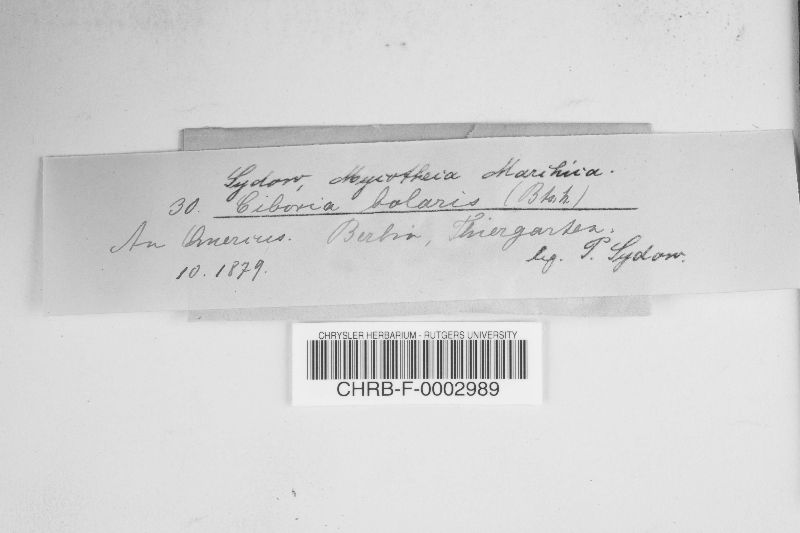 Sydow, Mycotheca Marchica.
30. Ciboria bolaris (Btsch)
An Quercus. Berlin, Thiergarten.
10. 1879.
leg. P. Sydow.
CHRYSLER HERBARIUM - RUTGERS UNIVERSITY
CHRB-F-0002989